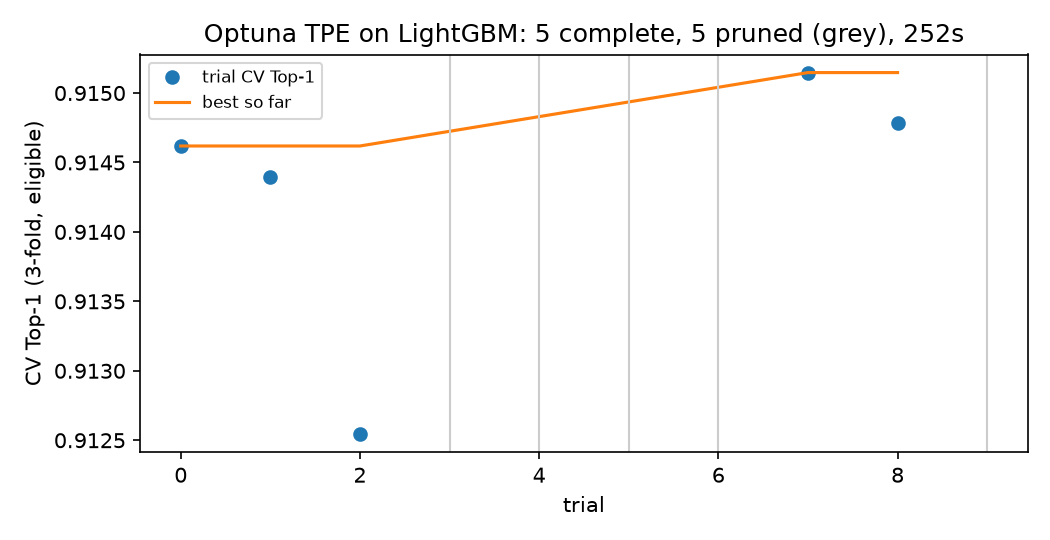 Optuna TPE on LightGBM: 5 complete, 5 pruned (grey), 252s
trial CV Top-1
best so far
CV Top-1 (3-fold, eligible)
0.9150
0.9145
0.9140
0.9135
0.9130
0.9125
0 2 4 6 8
trial